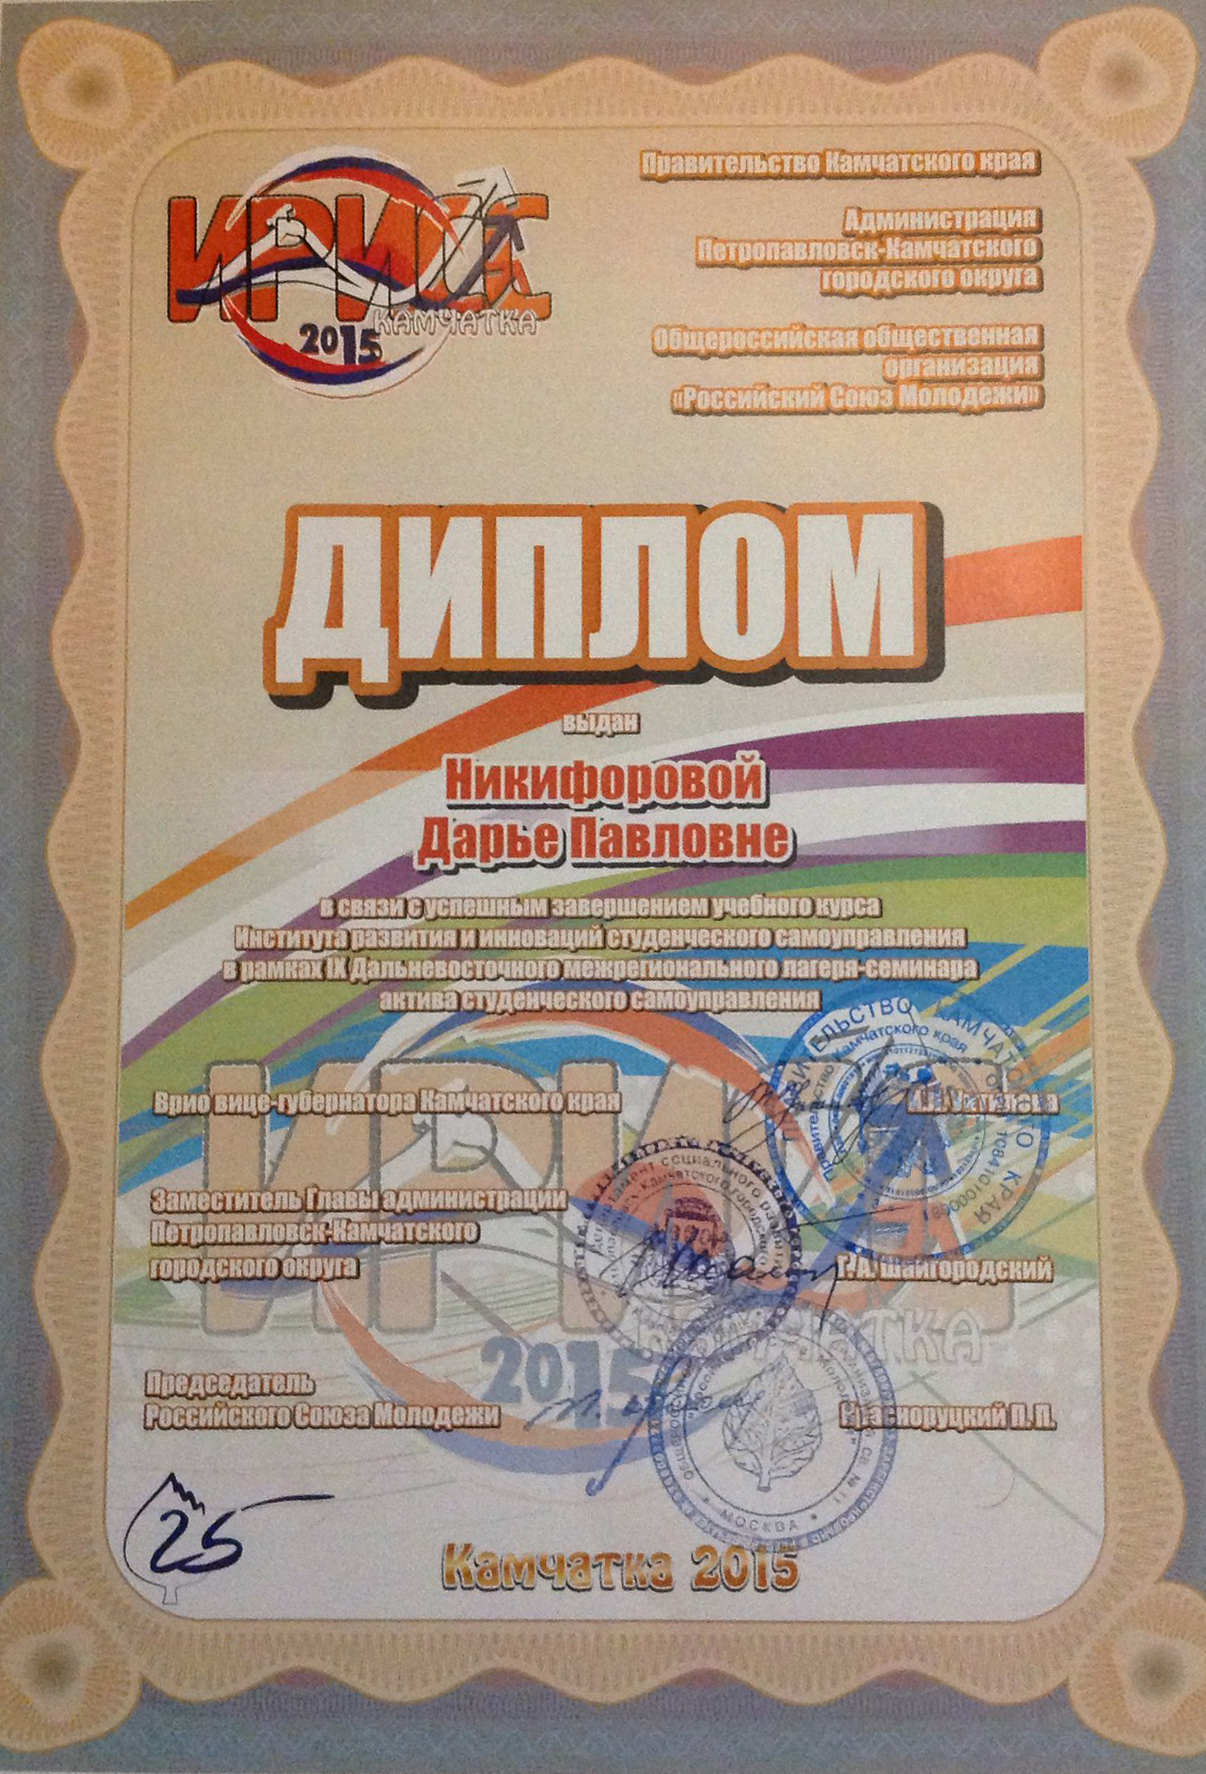 ИРИСС
КАМЧАТКА
2015
Правительство Камчатского края
Администрация
Петропавловск-Камчатского
городского округа
Общероссийская общественная
организация
«Российский Союз Молодежи»
ДИПЛОМ
выдан
Никифоровой
Дарье Павловне
в связи с успешным завершением учебного курса
Института развития и инноваций студенческого самоуправления
в рамках IX Дальневосточного межрегионального лагеря-семинара
актива студенческого самоуправления
Врио вице-губернатора Камчатского края
Заместитель Главы администрации
Петропавловск-Камчатского
городского округа
Г. А. Шайгородский
2015
Председатель
Российского Союза Молодежи
П. П.
МОСКВА
25
Камчатка 2015